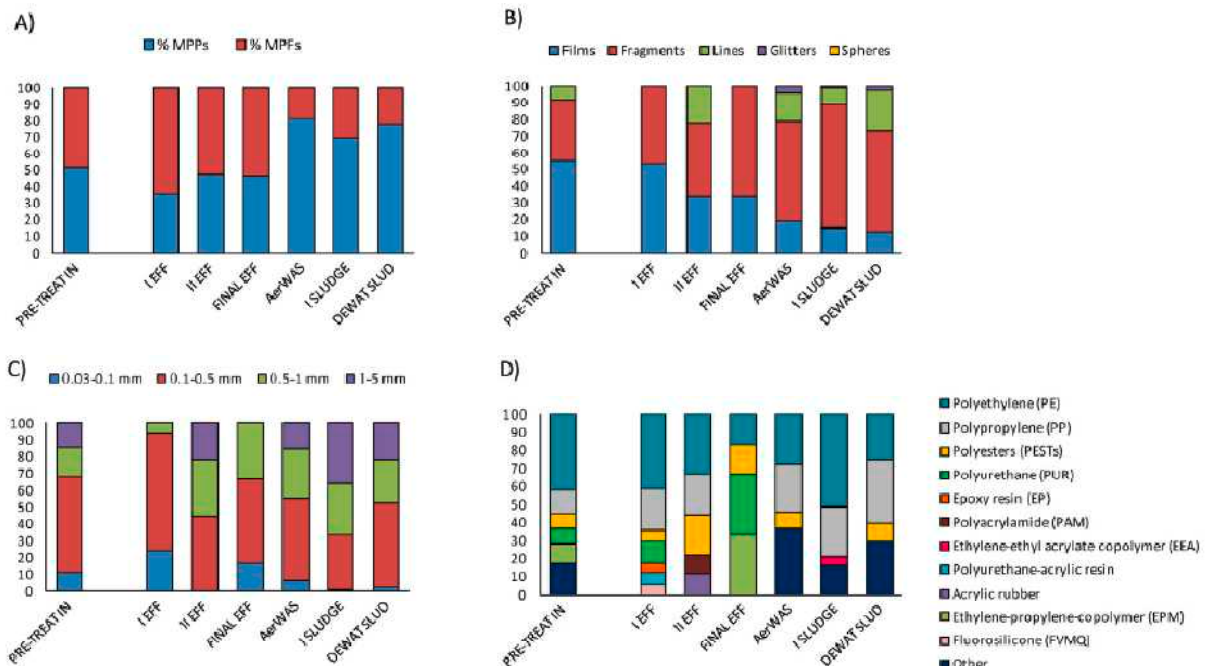 A)
% MPPs % MPFs
100
90
80
70
60
50
40
30
20
10
0
PRE-TREAT IN I EFF II EFF FINAL EFF AerWAS I SLUDGE DEWAT SLUD
B)
Films Fragments Lines Glitters Spheres
100
90
80
70
60
50
40
30
20
10
0
PRE-TREAT IN I EFF II EFF FINAL EFF AerWAS I SLUDGE DEWAT SLUD
C)
0.03-0.1 mm 0.1-0.5 mm 0.5-1 mm 1-5 mm
100
90
80
70
60
50
40
30
20
10
0
PRE-TREAT IN I EFF II EFF FINAL EFF AerWAS I SLUDGE DEWAT SLUD
D)
100
90
80
70
60
50
40
30
20
10
0
PRE-TREAT IN I EFF II EFF FINAL EFF AerWAS I SLUDGE DEWAT SLUD
Polyethylene (PE)
Polypropylene (PP)
Polyesters (PESTs)
Polyurethane (PUR)
Epoxy resin (EP)
Polyacrylamide (PAM)
Ethylene-ethyl acrylate copolymer (EEA)
Polyurethane-acrylic resin
Acrylic rubber
Ethylene-propylene-copolymer (EPM)
Fluorosilicone (FVMQ)
Other